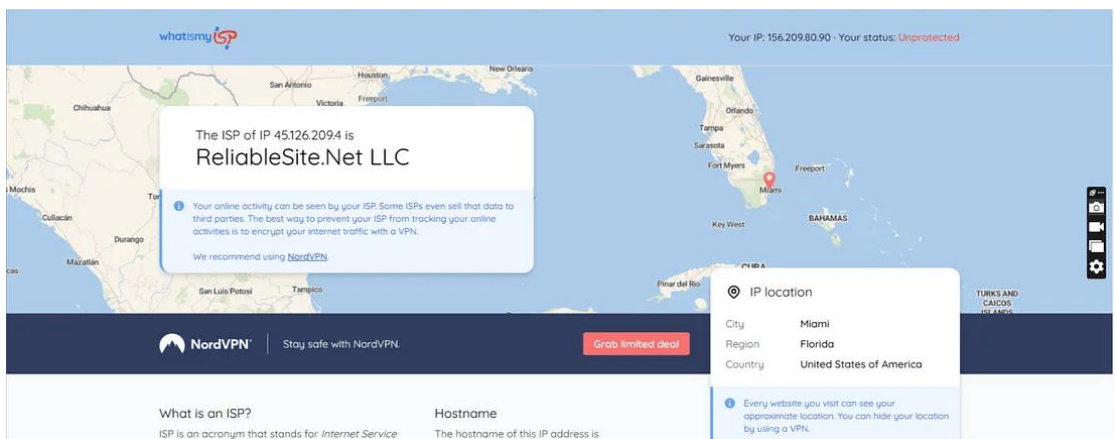 whatismyisp
Your IP: 156.209.80.90 · Your status: Unprotected
New Orleans
Houston
San Antonio
Gainesville
Chihuahua
Victoria
Freeport
Orlando
The ISP of IP 45.126.209.4 is
ReliableSite.Net LLC
Tampa
Sarasota
Fort Myers
Freeport
Miami
Mochis
Your online activity can be seen by your ISP. Some ISPs even sell that data to
third parties. The best way to prevent your ISP from tracking your online
activities is to encrypt your internet traffic with a VPN.
We recommend using NordVPN.
Culiacán
Durango
Key West
BAHAMAS
Mazatlán
CUBA
San Luis Potosí
Tampico
Pinar del Rio
TURKS AND
CAICOS
ISLANDS
IP location
City Miami
Region Florida
Country United States of America
NordVPN
Stay safe with NordVPN.
Grab limited deal
Every website you visit can see your
approximate location. You can hide your location
by using a VPN.
What is an ISP?
ISP is an acronym that stands for Internet Service
Hostname
The hostname of this IP address is